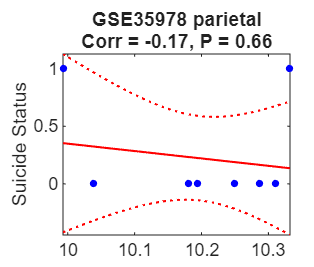 GSE35978 parietal
Corr = -0.17, P = 0.66
Suicide Status
1
0.5
0
10 10.1 10.2 10.3